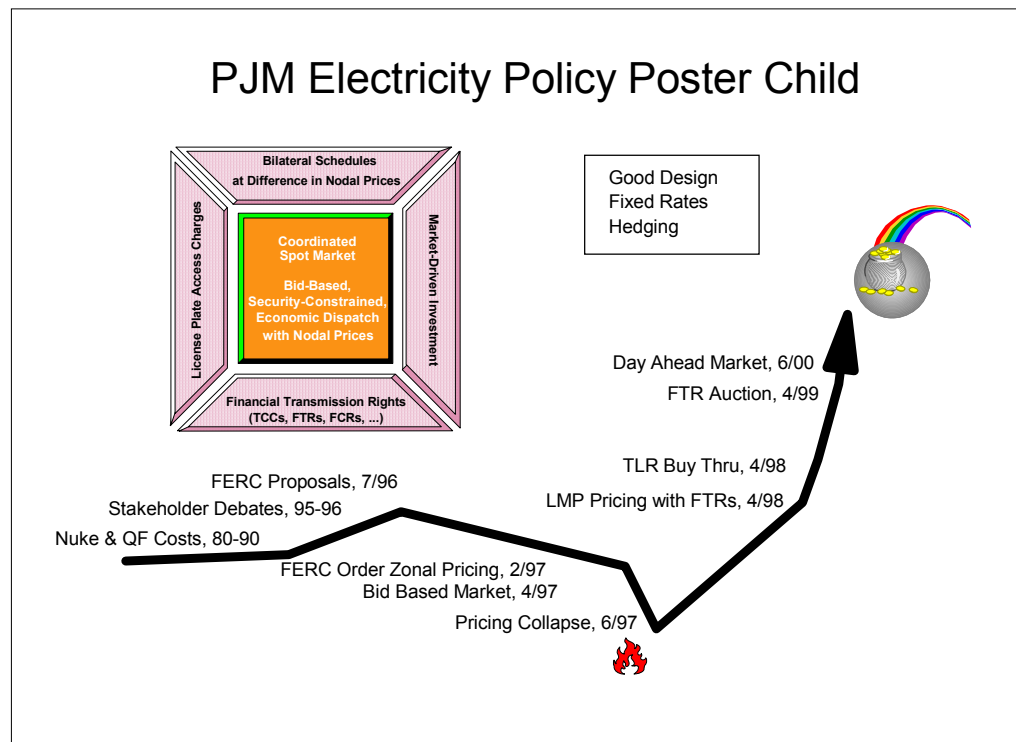 PJM Electricity Policy Poster Child
Bilateral Schedules
at Difference in Nodal Prices
License Plate Access Charges
Coordinated
Spot Market
Bid-Based,
Security-Constrained,
Economic Dispatch
with Nodal Prices
Market-Driven Investment
Financial Transmission Rights
(TCCs, FTRs, FCRs, ...)
Good Design
Fixed Rates
Hedging
Day Ahead Market, 6/00
FTR Auction, 4/99
TLR Buy Thru, 4/98
LMP Pricing with FTRs, 4/98
FERC Proposals, 7/96
Stakeholder Debates, 95-96
Nuke & QF Costs, 80-90
FERC Order Zonal Pricing, 2/97
Bid Based Market, 4/97
Pricing Collapse, 6/97